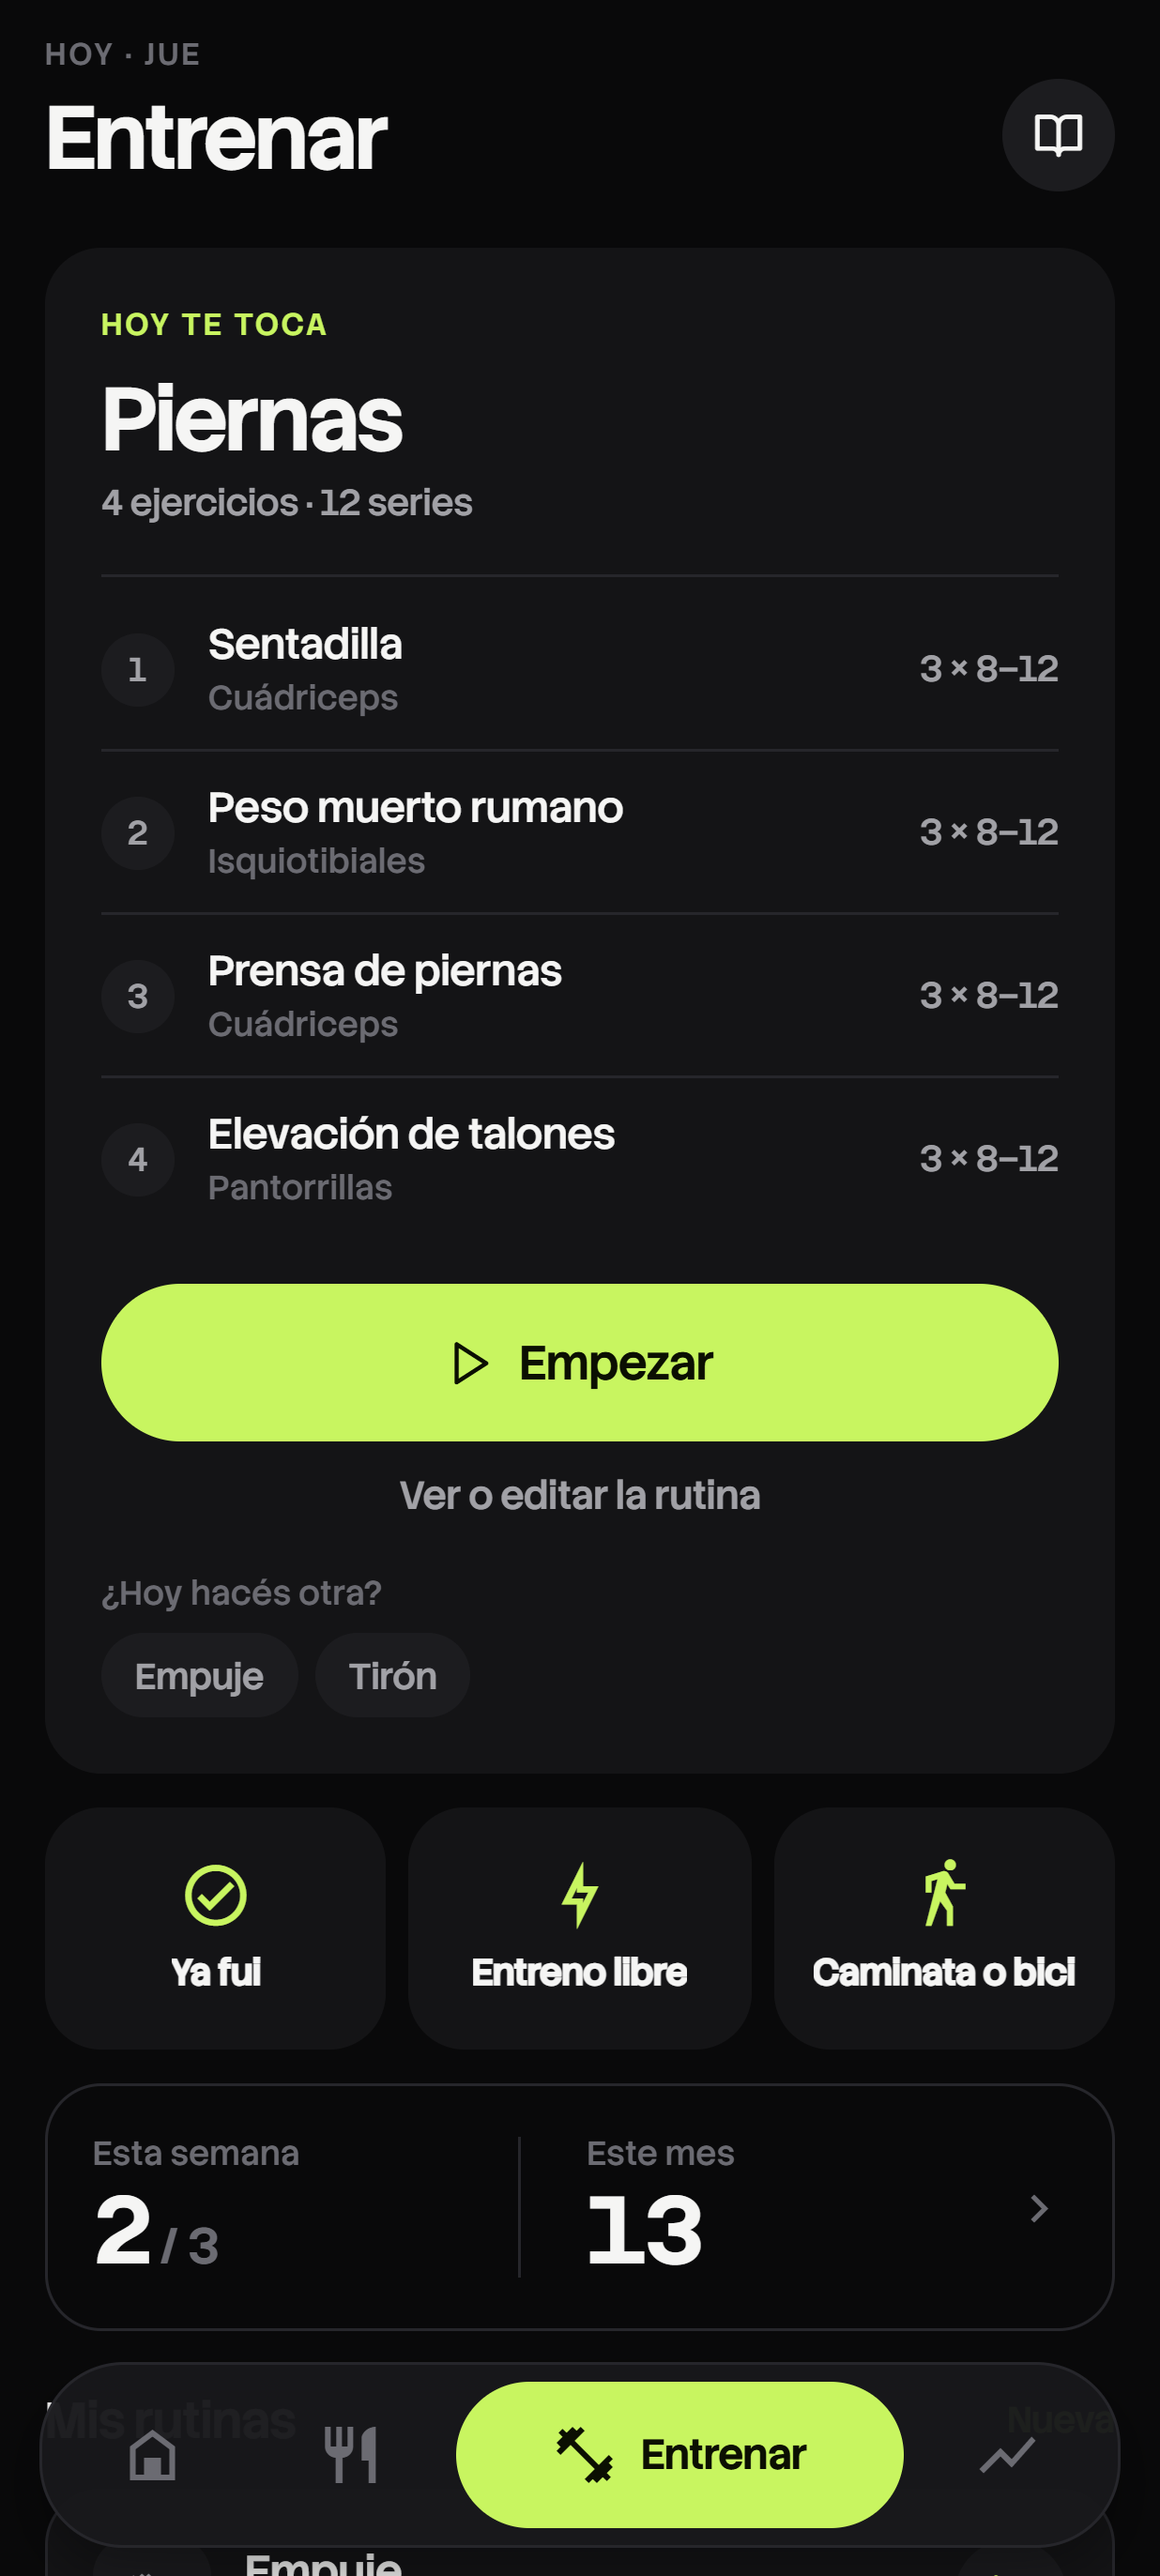 HOY · JUE
Entrenar
HOY TE TOCA
Piernas
4 ejercicios · 12 series
1
Sentadilla
Cuádriceps
3 × 8–12
2
Peso muerto rumano
Isquiotibiales
3 × 8–12
3
Prensa de piernas
Cuádriceps
3 × 8–12
4
Elevación de talones
Pantorrillas
3 × 8–12
Empezar
Ver o editar la rutina
¿Hoy hacés otra?
Empuje
Tirón
Ya fui
Entreno libre
Caminata o bici
Esta semana
2 / 3
Este mes
13
Mis rutinas
Nueva
Entrenar
Empuje